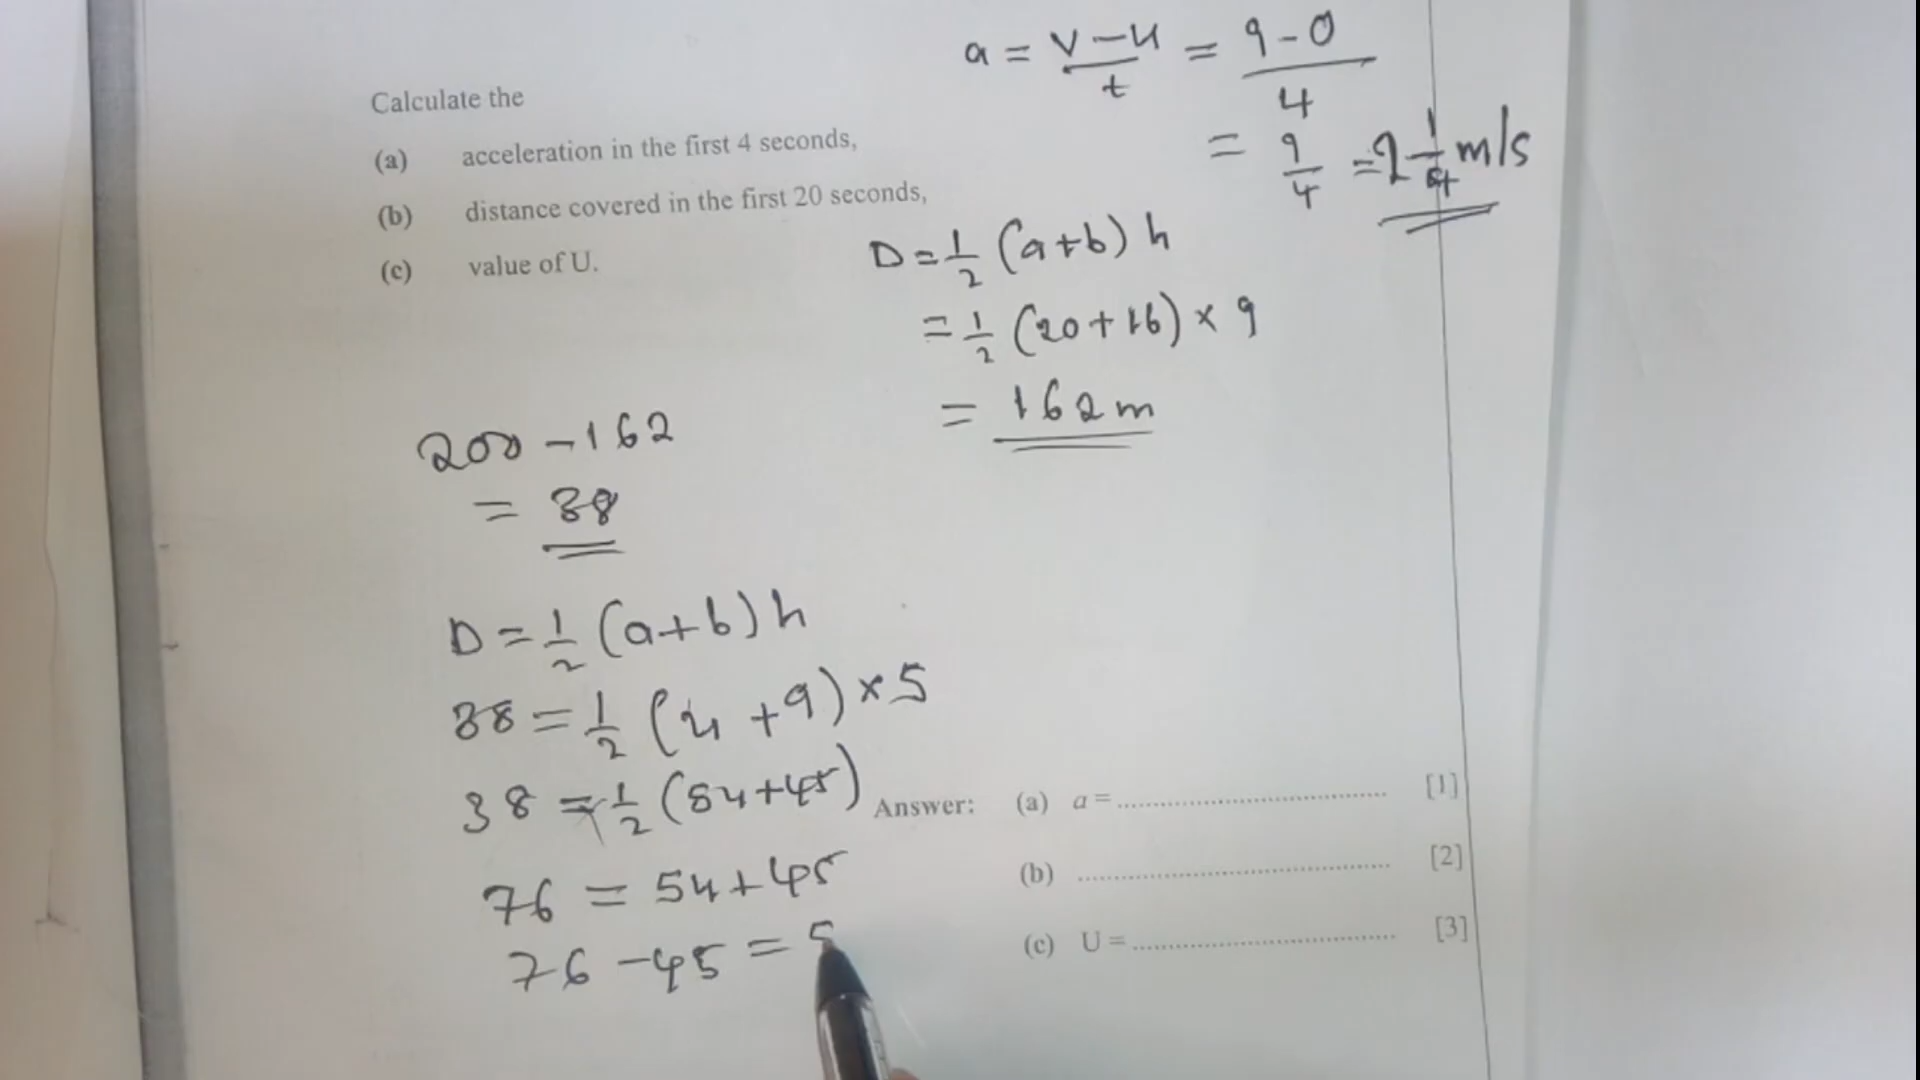 a = v-u/t = 9-0/4
= 9/4 = 2 1/4 m/s
Calculate the
(a) acceleration in the first 4 seconds,
(b) distance covered in the first 20 seconds,
(c) value of U.
D = 1/2 (a+b) h
= 1/2 (20+16) × 9
= 162m
200 - 162
= 38
D = 1/2 (a+b) h
38 = 1/2 (u + 9) × 5
38 = 1/2 (5u+45)
76 = 5u+45
76 - 45 = 5
Answer: (a) a = ........................................ [1]
(b) ................................................ [2]
(c) U = ........................................ [3]